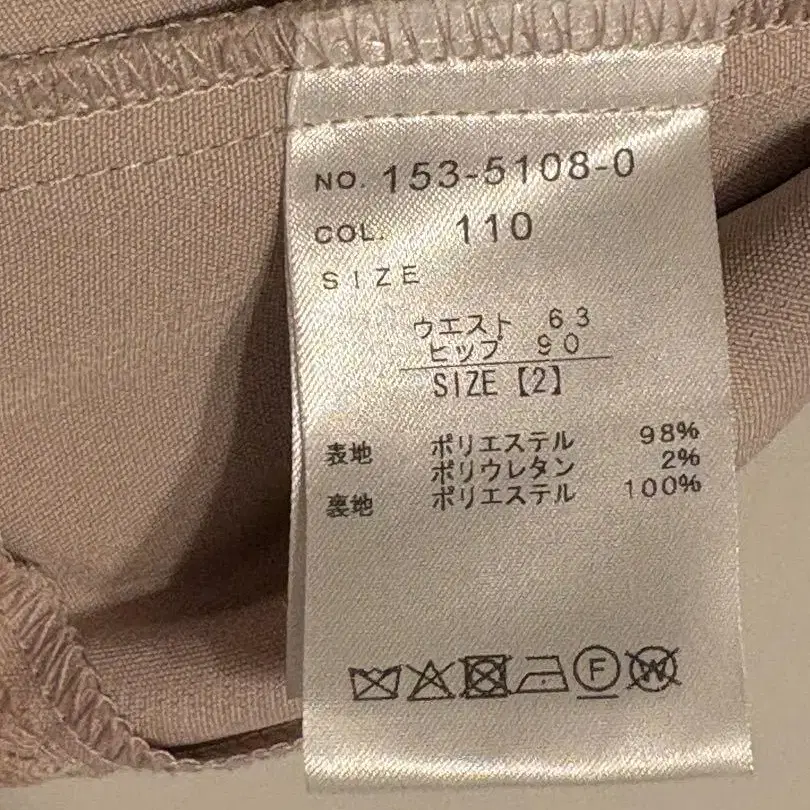 NO. 153-5108-0
COL. 110
SIZE
ウエスト 63
ヒップ 90
SIZE【2】
表地 ポリエステル 98%
ポリウレタン 2%
裏地 ポリエステル 100%
F W